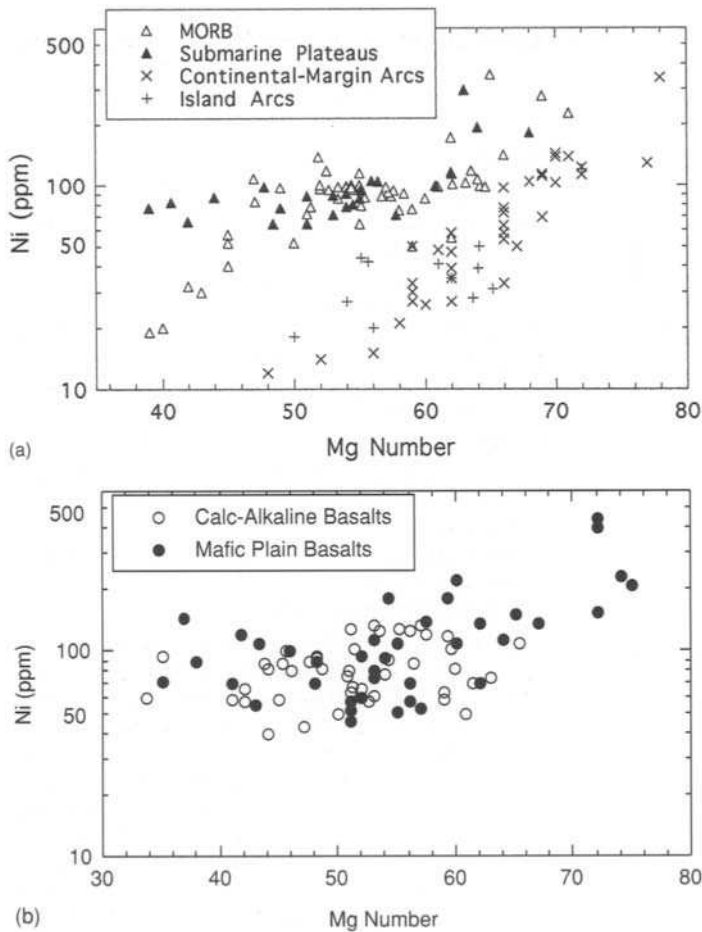 500
100
50
10
Ni (ppm)
△ MORB
▲ Submarine Plateaus
× Continental-Margin Arcs
+ Island Arcs
40 50 60 70 80
Mg Number
(a)
500
100
50
10
Ni (ppm)
○ Calc-Alkaline Basalts
● Mafic Plain Basalts
30 40 50 60 70 80
Mg Number
(b)